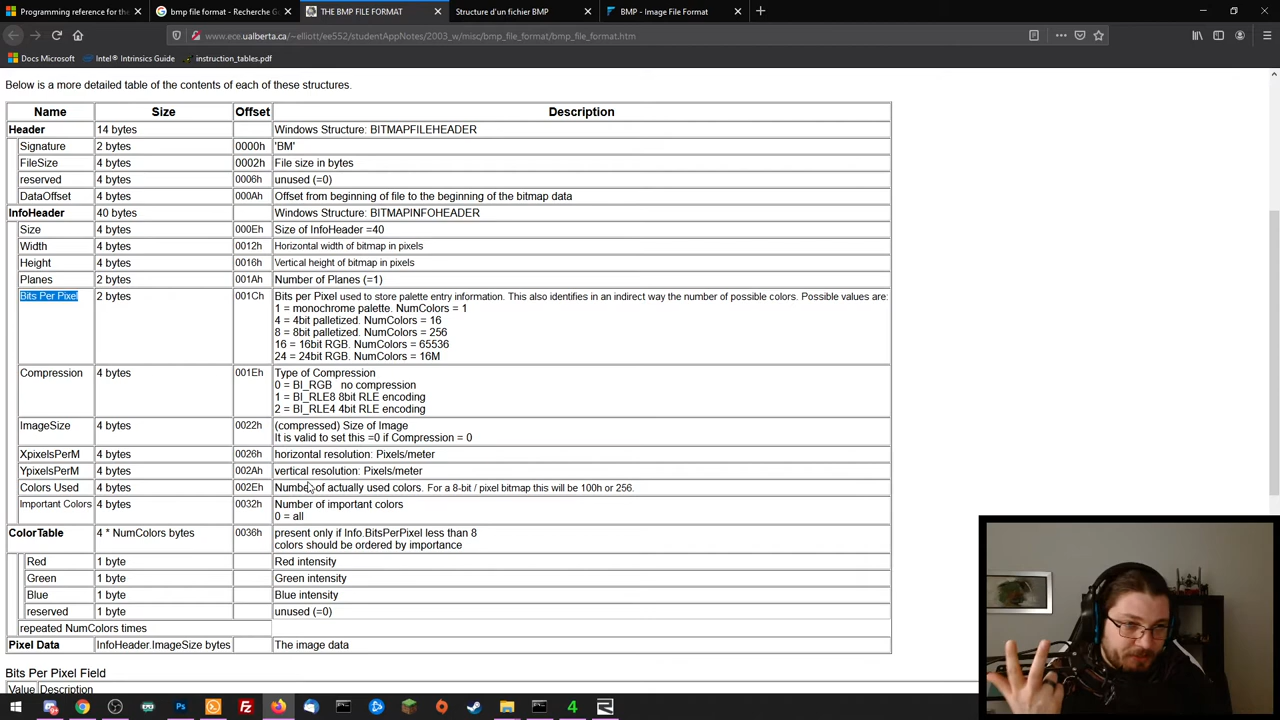 Programming reference for the
bmp file format - Recherche G
THE BMP FILE FORMAT
Structure d'un fichier BMP
BMP - Image File Format
www.ece.ualberta.ca/~elliott/ee552/studentAppNotes/2003_w/misc/bmp_file_format/bmp_file_format.htm
Docs Microsoft
Intel® Intrinsics Guide
instruction_tables.pdf
Below is a more detailed table of the contents of each of these structures.
Name Size Offset Description
Header 14 bytes Windows Structure: BITMAPFILEHEADER
Signature 2 bytes 0000h 'BM'
FileSize 4 bytes 0002h File size in bytes
reserved 4 bytes 0006h unused (=0)
DataOffset 4 bytes 000Ah Offset from beginning of file to the beginning of the bitmap data
InfoHeader 40 bytes Windows Structure: BITMAPINFOHEADER
Size 4 bytes 000Eh Size of InfoHeader =40
Width 4 bytes 0012h Horizontal width of bitmap in pixels
Height 4 bytes 0016h Vertical height of bitmap in pixels
Planes 2 bytes 001Ah Number of Planes (=1)
Bits Per Pixel 2 bytes 001Ch Bits per Pixel used to store palette entry information. This also identifies in an indirect way the number of possible colors. Possible values are:
1 = monochrome palette. NumColors = 1
4 = 4bit palletized. NumColors = 16
8 = 8bit palletized. NumColors = 256
16 = 16bit RGB. NumColors = 65536
24 = 24bit RGB. NumColors = 16M
Compression 4 bytes 001Eh Type of Compression
0 = BI_RGB no compression
1 = BI_RLE8 8bit RLE encoding
2 = BI_RLE4 4bit RLE encoding
ImageSize 4 bytes 0022h (compressed) Size of Image
It is valid to set this =0 if Compression = 0
XpixelsPerM 4 bytes 0026h horizontal resolution: Pixels/meter
YpixelsPerM 4 bytes 002Ah vertical resolution: Pixels/meter
Colors Used 4 bytes 002Eh Number of actually used colors. For a 8-bit / pixel bitmap this will be 100h or 256.
Important Colors 4 bytes 0032h Number of important colors
0 = all
ColorTable 4 * NumColors bytes 0036h present only if Info.BitsPerPixel less than 8
colors should be ordered by importance
Red 1 byte Red intensity
Green 1 byte Green intensity
Blue 1 byte Blue intensity
reserved 1 byte unused (=0)
repeated NumColors times
Pixel Data InfoHeader.ImageSize bytes The image data
Bits Per Pixel Field
Value Description